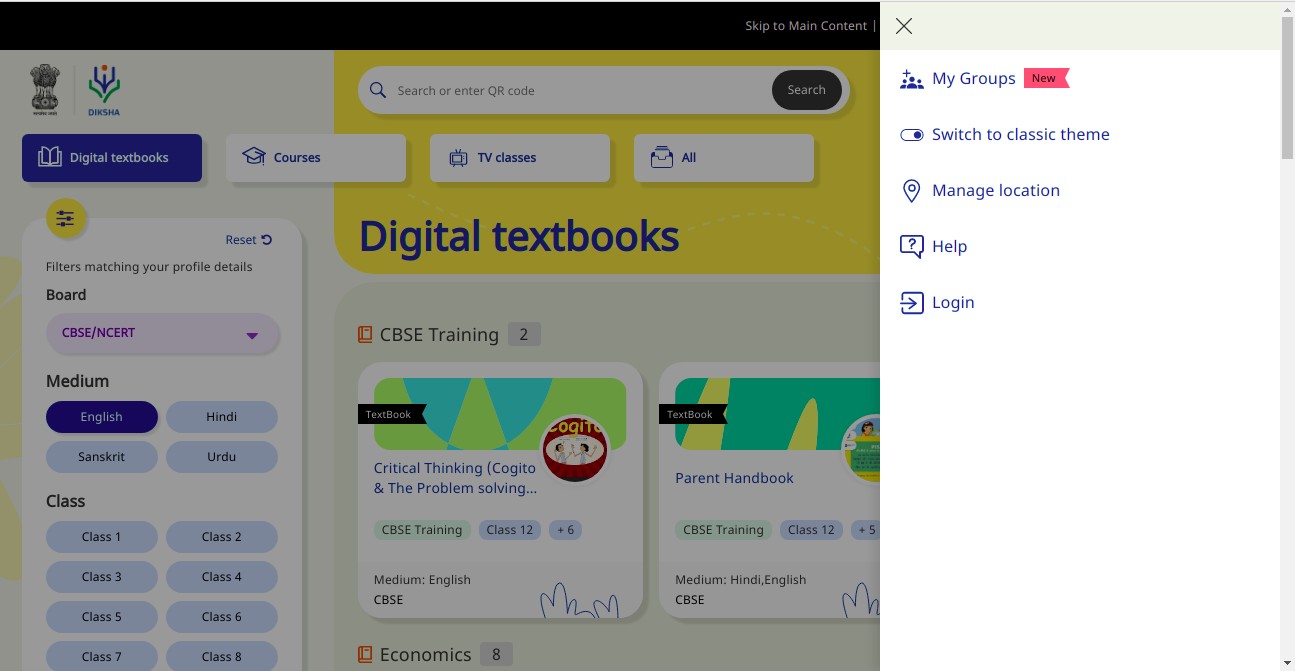 Skip to Main Content |
DIKSHA
Search or enter QR code
Search
Digital textbooks
Courses
TV classes
All
Digital textbooks
Reset
Filters matching your profile details
Board
CBSE/NCERT
Medium
English
Hindi
Sanskrit
Urdu
Class
Class 1
Class 2
Class 3
Class 4
Class 5
Class 6
Class 7
Class 8
CBSE Training 2
TextBook
Cogito
Critical Thinking (Cogito
& The Problem solving...
CBSE Training
Class 12
+ 6
Medium: English
CBSE
TextBook
Parent Handbook
CBSE Training
Class 12
+ 5
Medium: Hindi,English
CBSE
Economics 8
My Groups New
Switch to classic theme
Manage location
Help
Login